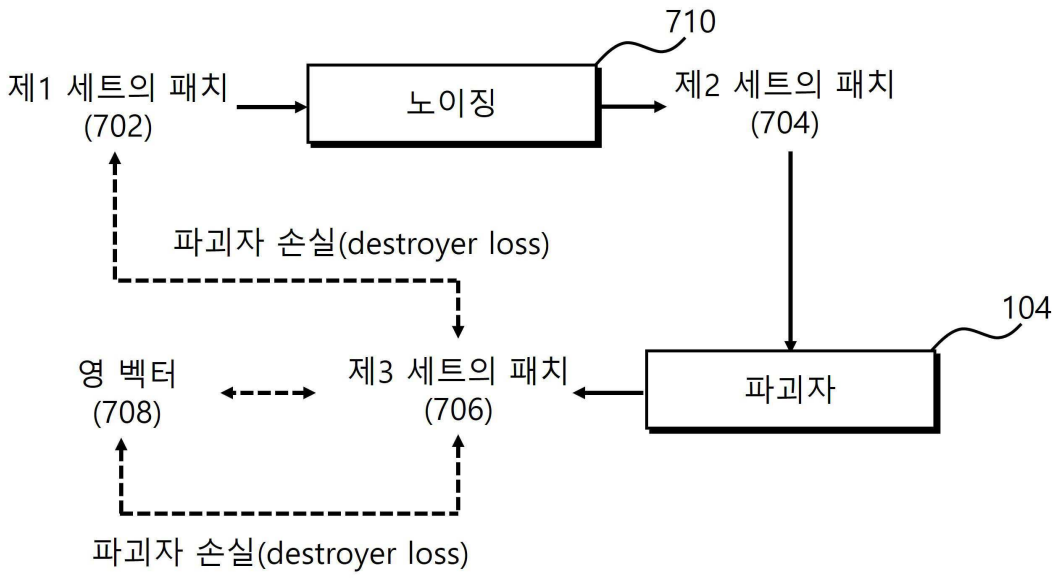 710
제1 세트의 패치
(702)
노이징
제2 세트의 패치
(704)
파괴자 손실(destroyer loss)
104
영 벡터
(708)
제3 세트의 패치
(706)
파괴자
파괴자 손실(destroyer loss)